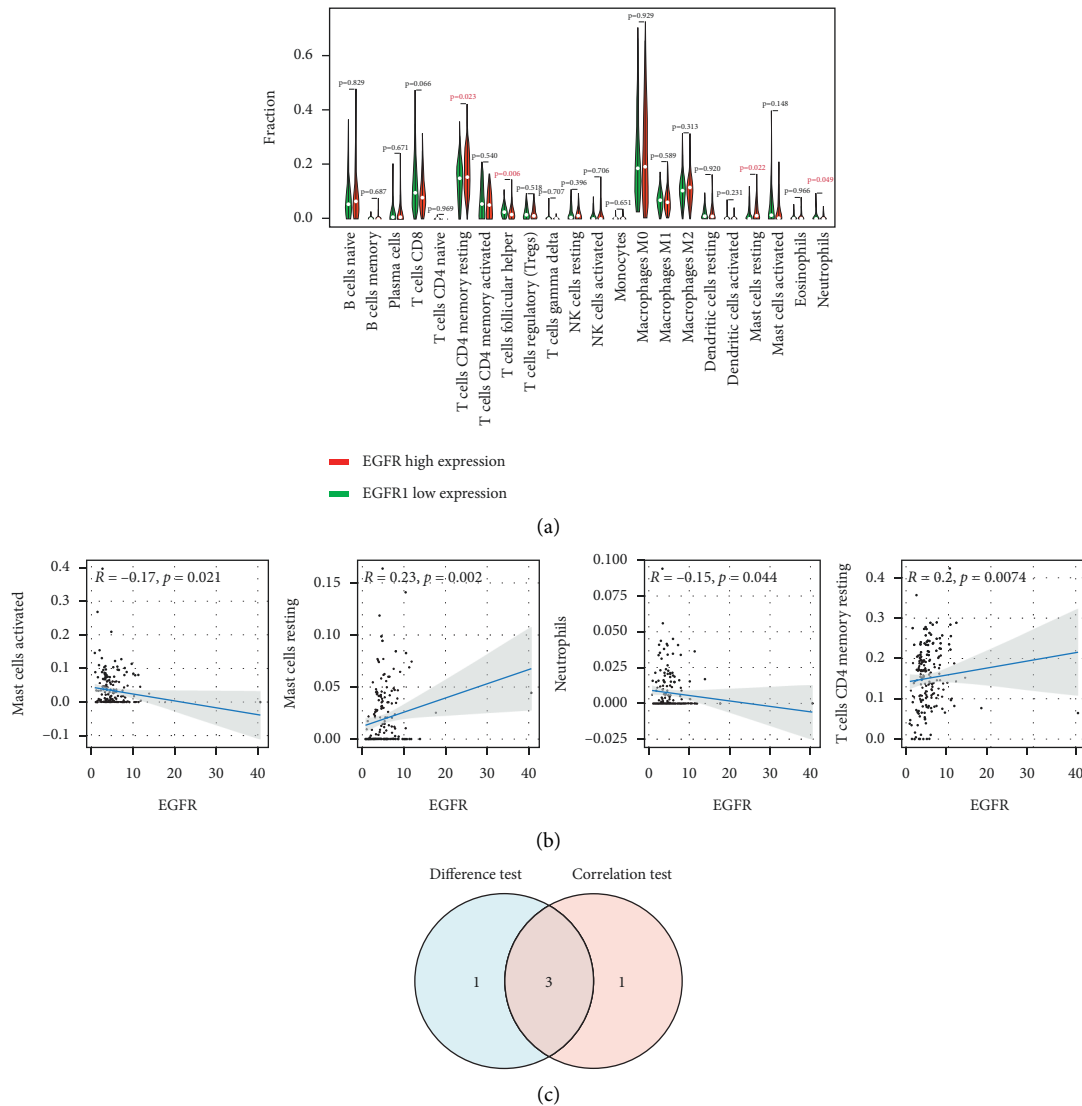 p=0.929
0.6
p=0.829
p=0.066
p=0.023
p=0.148
0.4
Fraction
p=0.313
p=0.671
p=0.540
p=0.589
0.2
p=0.006
p=0.706
p=0.920
p=0.022
p=0.687
p=0.518
p=0.396
p=0.231
p=0.966
p=0.049
p=0.969
p=0.707
p=0.651
0.0
B cells naive
B cells memory
Plasma cells
T cells CD8
T cells CD4 naive
T cells CD4 memory resting
T cells CD4 memory activated
T cells follicular helper
T cells regulatory (Tregs)
T cells gamma delta
NK cells resting
NK cells activated
Monocytes
Macrophages M0
Macrophages M1
Macrophages M2
Dendritic cells resting
Dendritic cells activated
Mast cells resting
Mast cells activated
Eosinophils
Neutrophils
EGFR high expression
EGFR1 low expression
(a)
Mast cells activated
0.4
0.3
0.2
0.1
0.0
−0.1
R = −0.17, p = 0.021
0 10 20 30 40
EGFR
Mast cells resting
0.15
0.10
0.05
0.00
R = 0.23, p = 0.002
0 10 20 30 40
EGFR
Neutrophils
0.100
0.075
0.050
0.025
0.000
−0.025
R = −0.15, p = 0.044
0 10 20 30 40
EGFR
T cells CD4 memory resting
0.4
0.3
0.2
0.1
0.0
R = 0.2, p = 0.0074
0 10 20 30 40
EGFR
(b)
Difference test Correlation test
1 3 1
(c)